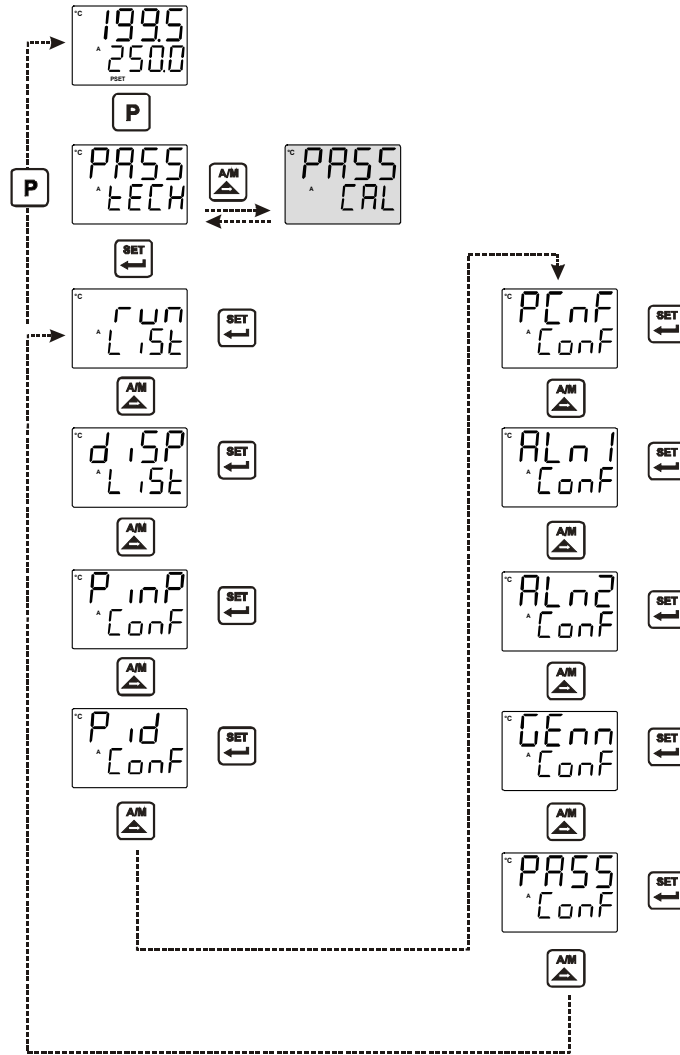 °C 199.5
A 250.0
PSET
P
P
°C PASS
A tECH
A/M
°C PASS
A CAL
SET
°C run
A LiSt
SET
A/M
°C diSP
A LiSt
SET
A/M
°C PinP
A ConF
SET
A/M
°C Pid
A ConF
SET
A/M
°C PCnF
A ConF
SET
A/M
°C ALn1
A ConF
SET
A/M
°C ALn2
A ConF
SET
A/M
°C GEnn
A ConF
SET
A/M
°C PASS
A ConF
SET
A/M